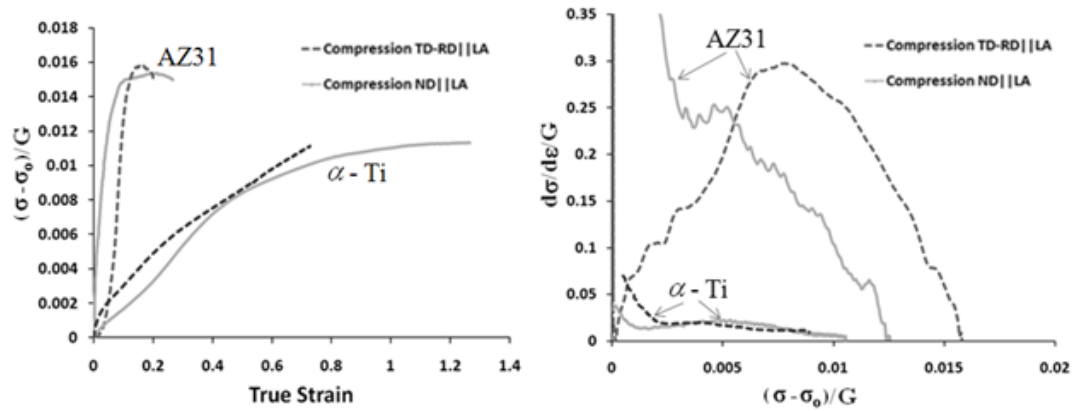 (σ - σₒ)/G
0.018
0.016
0.014
0.012
0.01
0.008
0.006
0.004
0.002
0
AZ31
Compression TD-RD||LA
Compression ND||LA
α - Ti
0 0.2 0.4 0.6 0.8 1 1.2 1.4
True Strain
dσ/dε/G
0.35
0.3
0.25
0.2
0.15
0.1
0.05
0
AZ31
Compression TD-RD||LA
Compression ND||LA
α - Ti
0 0.005 0.01 0.015 0.02
(σ - σₒ)/G